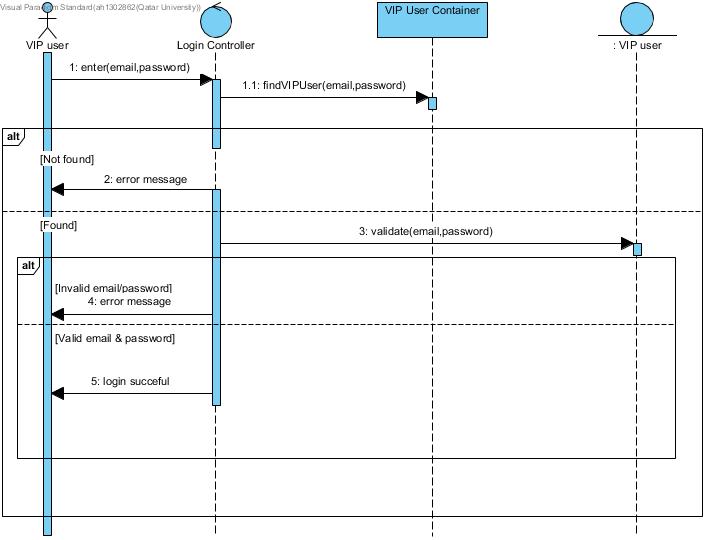 Visual Paradigm Standard(ah1302862(Qatar University))
VIP user
Login Controller
VIP User Container
: VIP user
1: enter(email,password)
1.1: findVIPUser(email,password)
alt
[Not found]
2: error message
[Found]
3: validate(email,password)
alt
[Invalid email/password]
4: error message
[Valid email & password]
5: login succeful